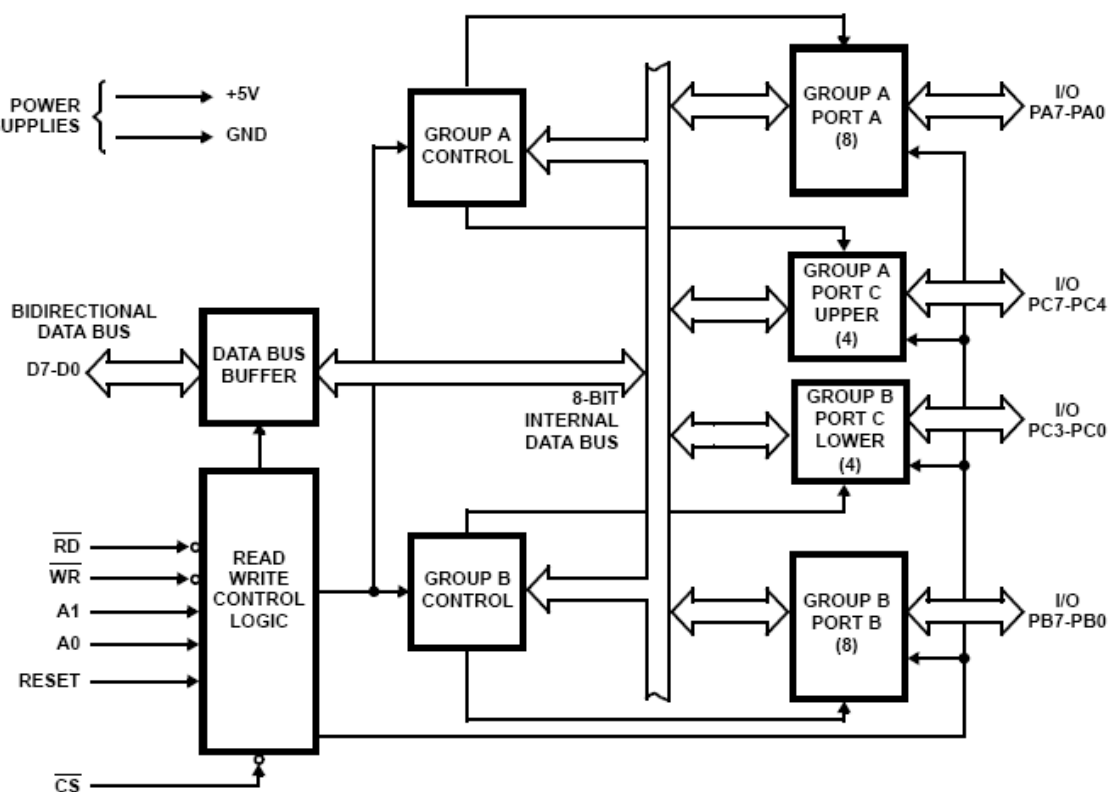 POWER
UPPLIES
+5V
GND
GROUP A
CONTROL
GROUP A
PORT A
(8)
I/O
PA7-PA0
GROUP A
PORT C
UPPER
(4)
I/O
PC7-PC4
BIDIRECTIONAL
DATA BUS
D7-D0
DATA BUS
BUFFER
8-BIT
INTERNAL
DATA BUS
GROUP B
PORT C
LOWER
(4)
I/O
PC3-PC0
RD
WR
A1
A0
RESET
CS
READ
WRITE
CONTROL
LOGIC
GROUP B
CONTROL
GROUP B
PORT B
(8)
I/O
PB7-PB0